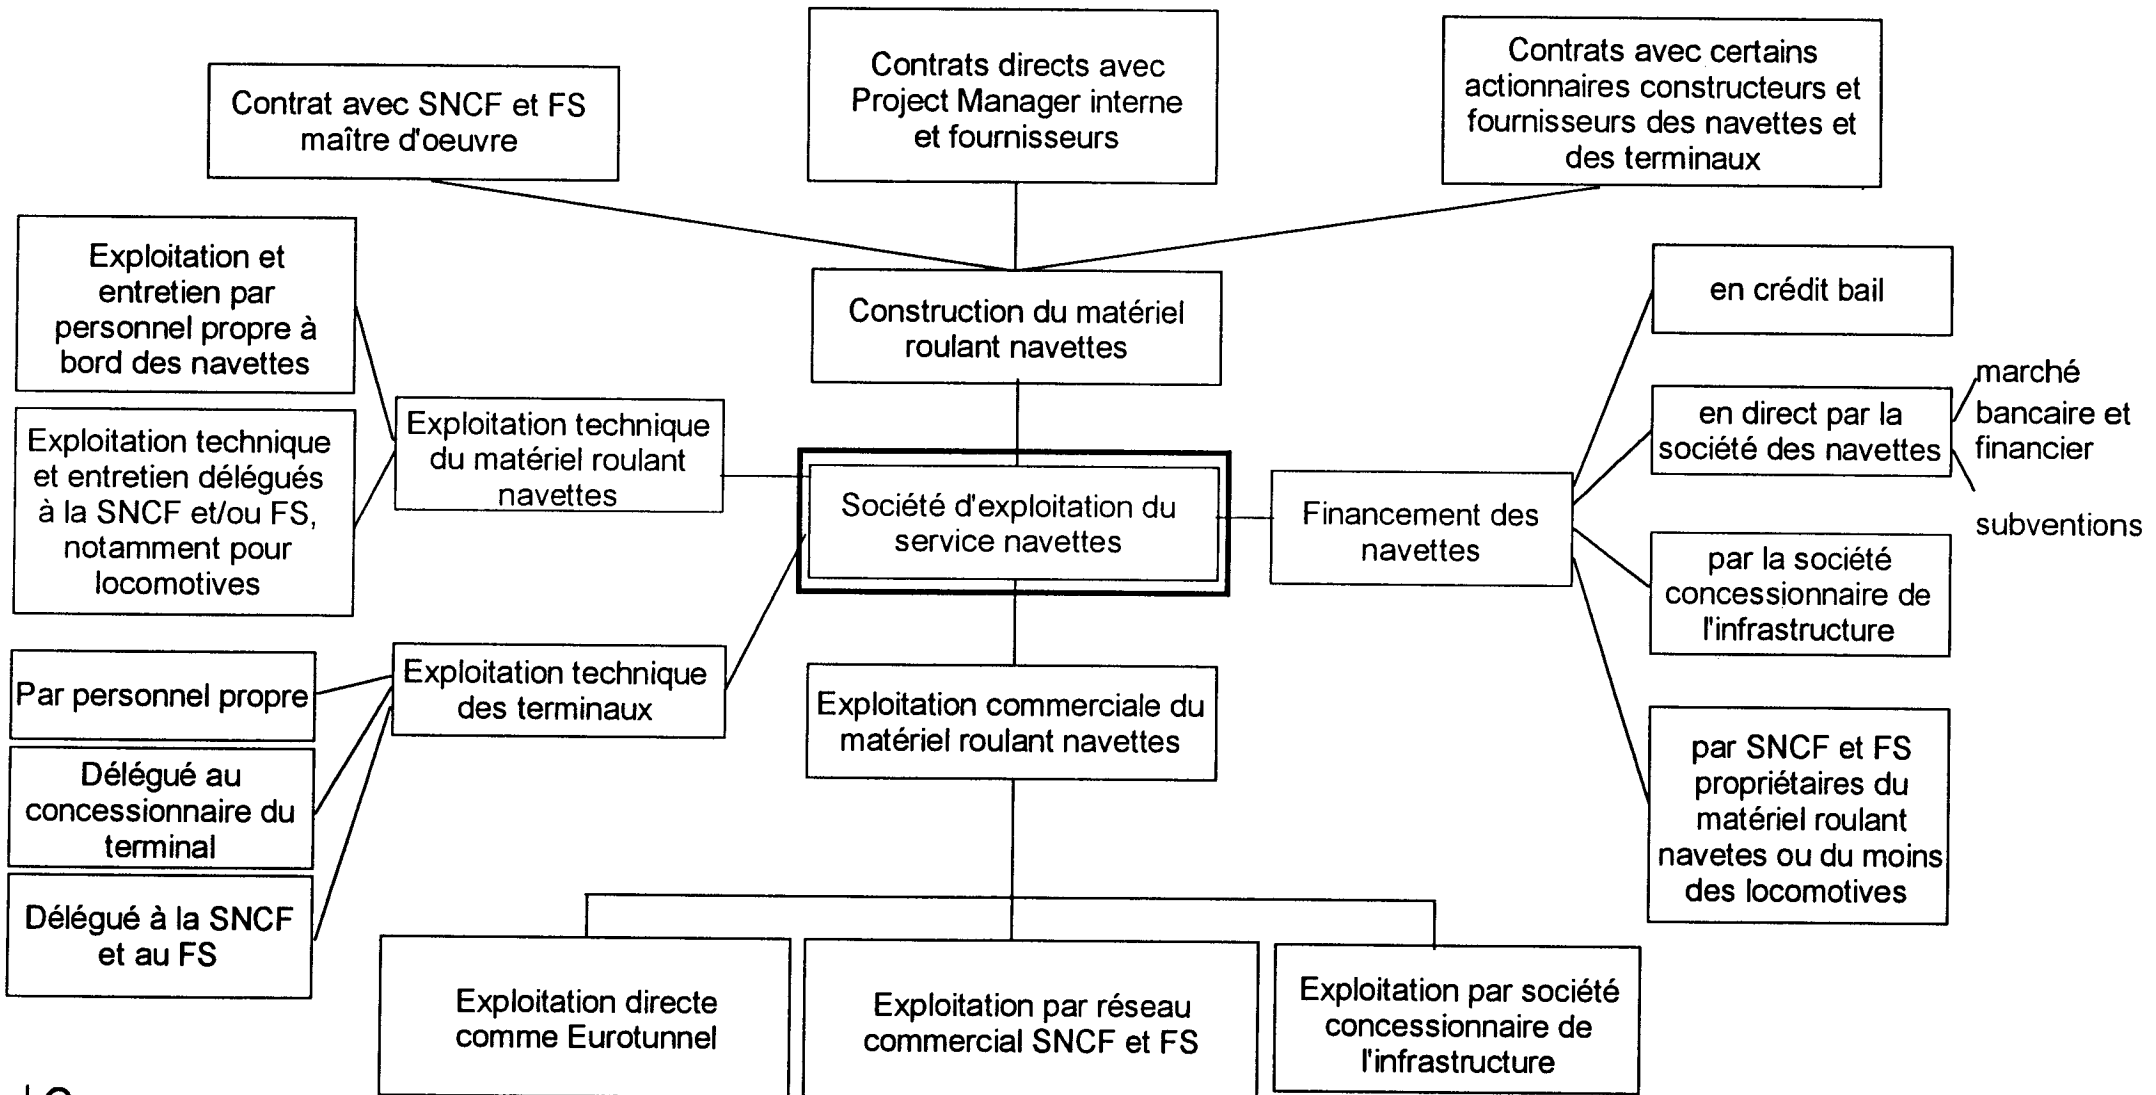 Contrat avec SNCF et FS
maître d'oeuvre
Contrats directs avec
Project Manager interne
et fournisseurs
Contrats avec certains
actionnaires constructeurs et
fournisseurs des navettes et
des terminaux
Exploitation et
entretien par
personnel propre à
bord des navettes
Construction du matériel
roulant navettes
en crédit bail
Exploitation technique
et entretien délégués
à la SNCF et/ou FS,
notamment pour
locomotives
Exploitation technique
du matériel roulant
navettes
Société d'exploitation du
service navettes
Financement des
navettes
en direct par la
société des navettes
marché
bancaire et
financier
subventions
par la société
concessionnaire de
l'infrastructure
Par personnel propre
Exploitation technique
des terminaux
Exploitation commerciale du
matériel roulant navettes
par SNCF et FS
propriétaires du
matériel roulant
navetes ou du moins
des locomotives
Délégué au
concessionnaire du
terminal
Délégué à la SNCF
et au FS
Exploitation directe
comme Eurotunnel
Exploitation par réseau
commercial SNCF et FS
Exploitation par société
concessionnaire de
l'infrastructure